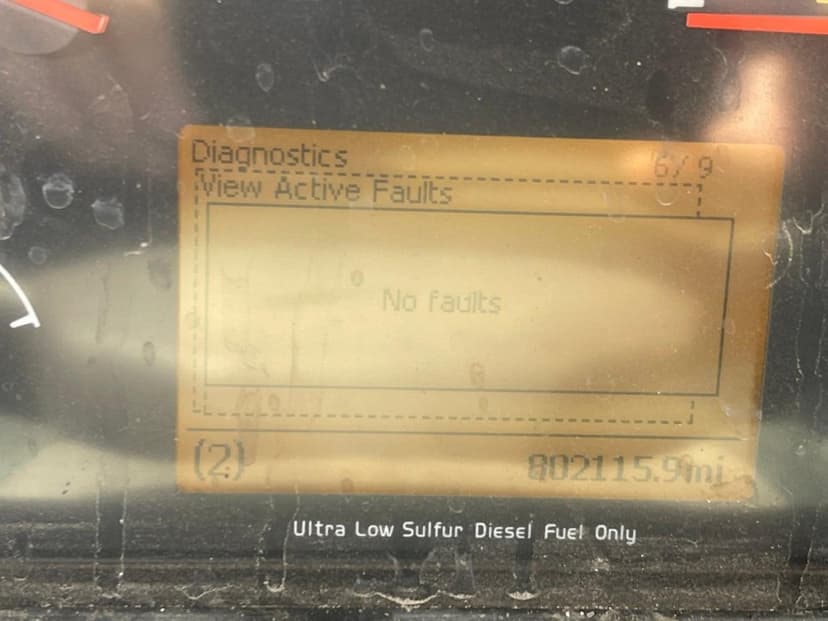 Diagnostics 6/9
View Active Faults
No faults
(2) 802115.9mi
Ultra Low Sulfur Diesel Fuel Only